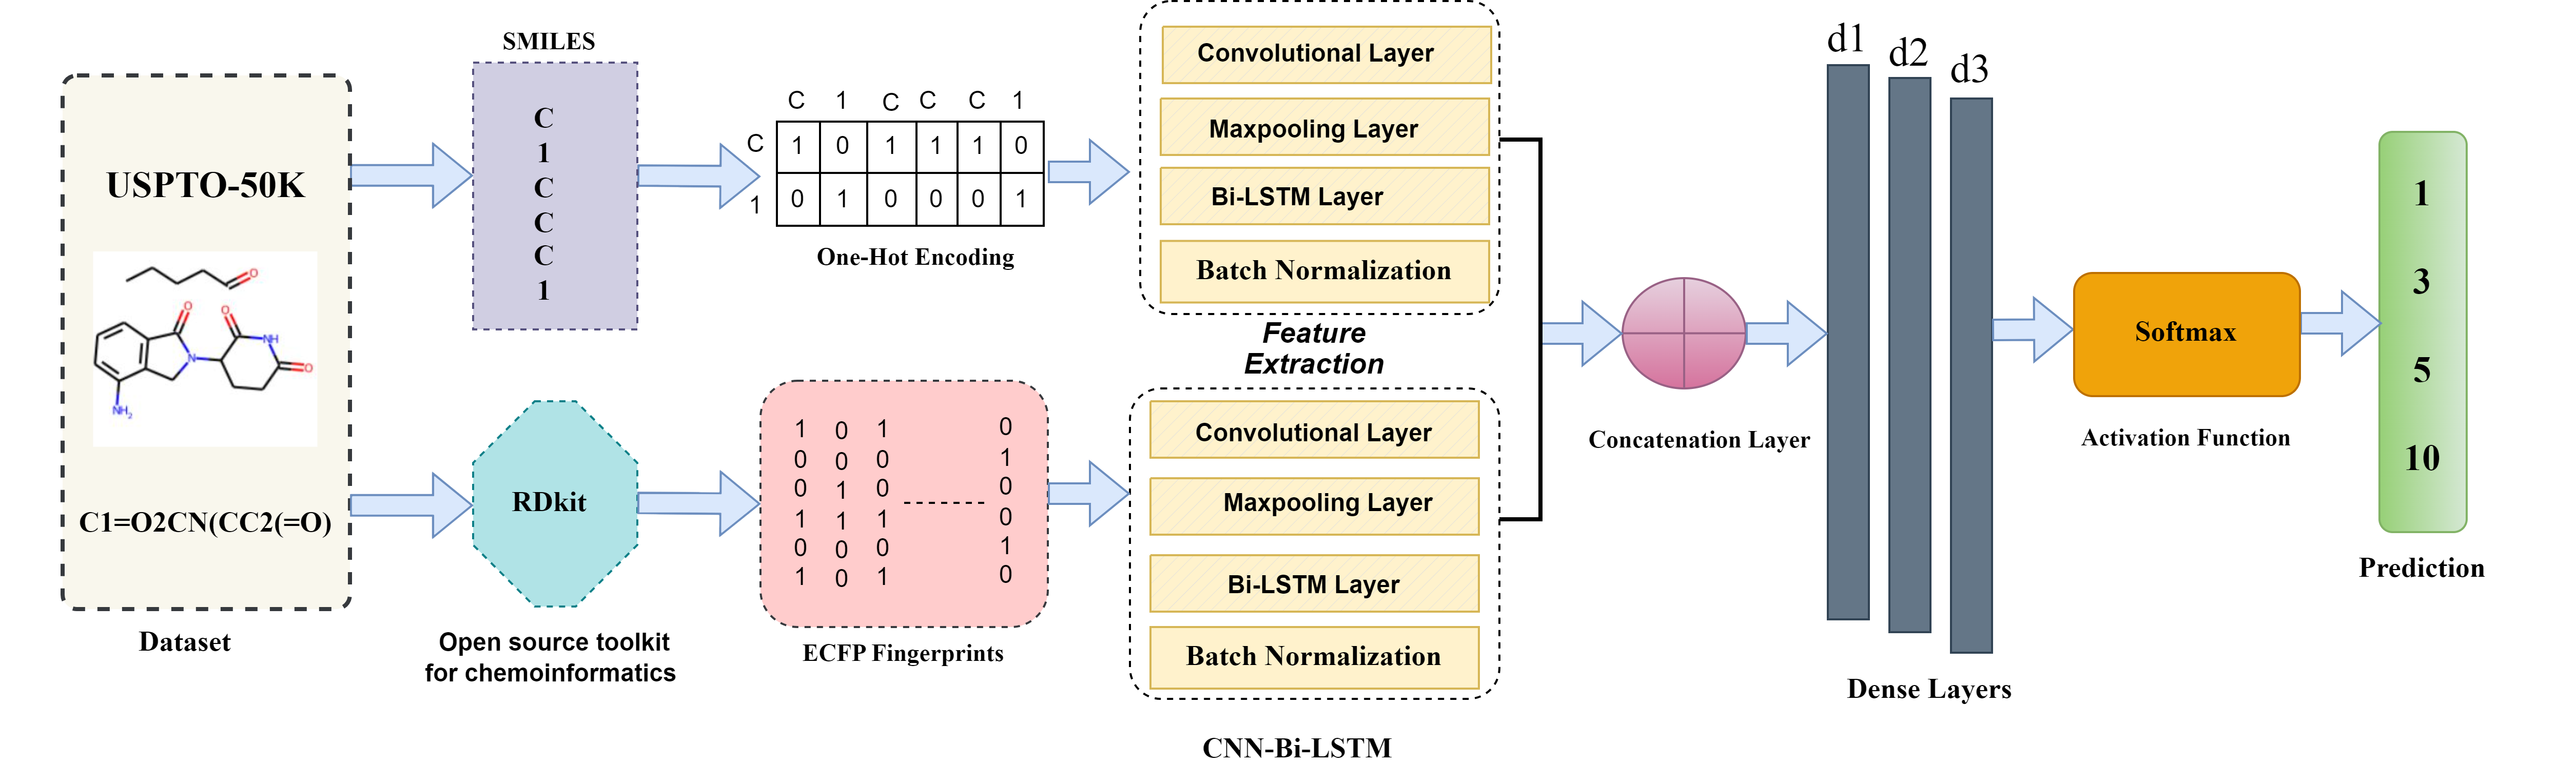 USPTO-50K
O
O
O
NH
N
O
NH₂
C1=O2CN(CC2(=O)
Dataset
SMILES
C
1
C
C
C
1
RDkit
Open source toolkit
for chemoinformatics
C 1 C C C 1
C 1 0 1 1 1 0
1 0 1 0 0 0 1
One-Hot Encoding
1 0 1 0
0 0 0 1
0 1 0 -------- 0
1 1 1 0
0 0 0 1
1 0 1 0
ECFP Fingerprints
Convolutional Layer
Maxpooling Layer
Bi-LSTM Layer
Batch Normalization
Feature
Extraction
Convolutional Layer
Maxpooling Layer
Bi-LSTM Layer
Batch Normalization
CNN-Bi-LSTM
Concatenation Layer
d1
d2
d3
Dense Layers
Softmax
Activation Function
1
3
5
10
Prediction